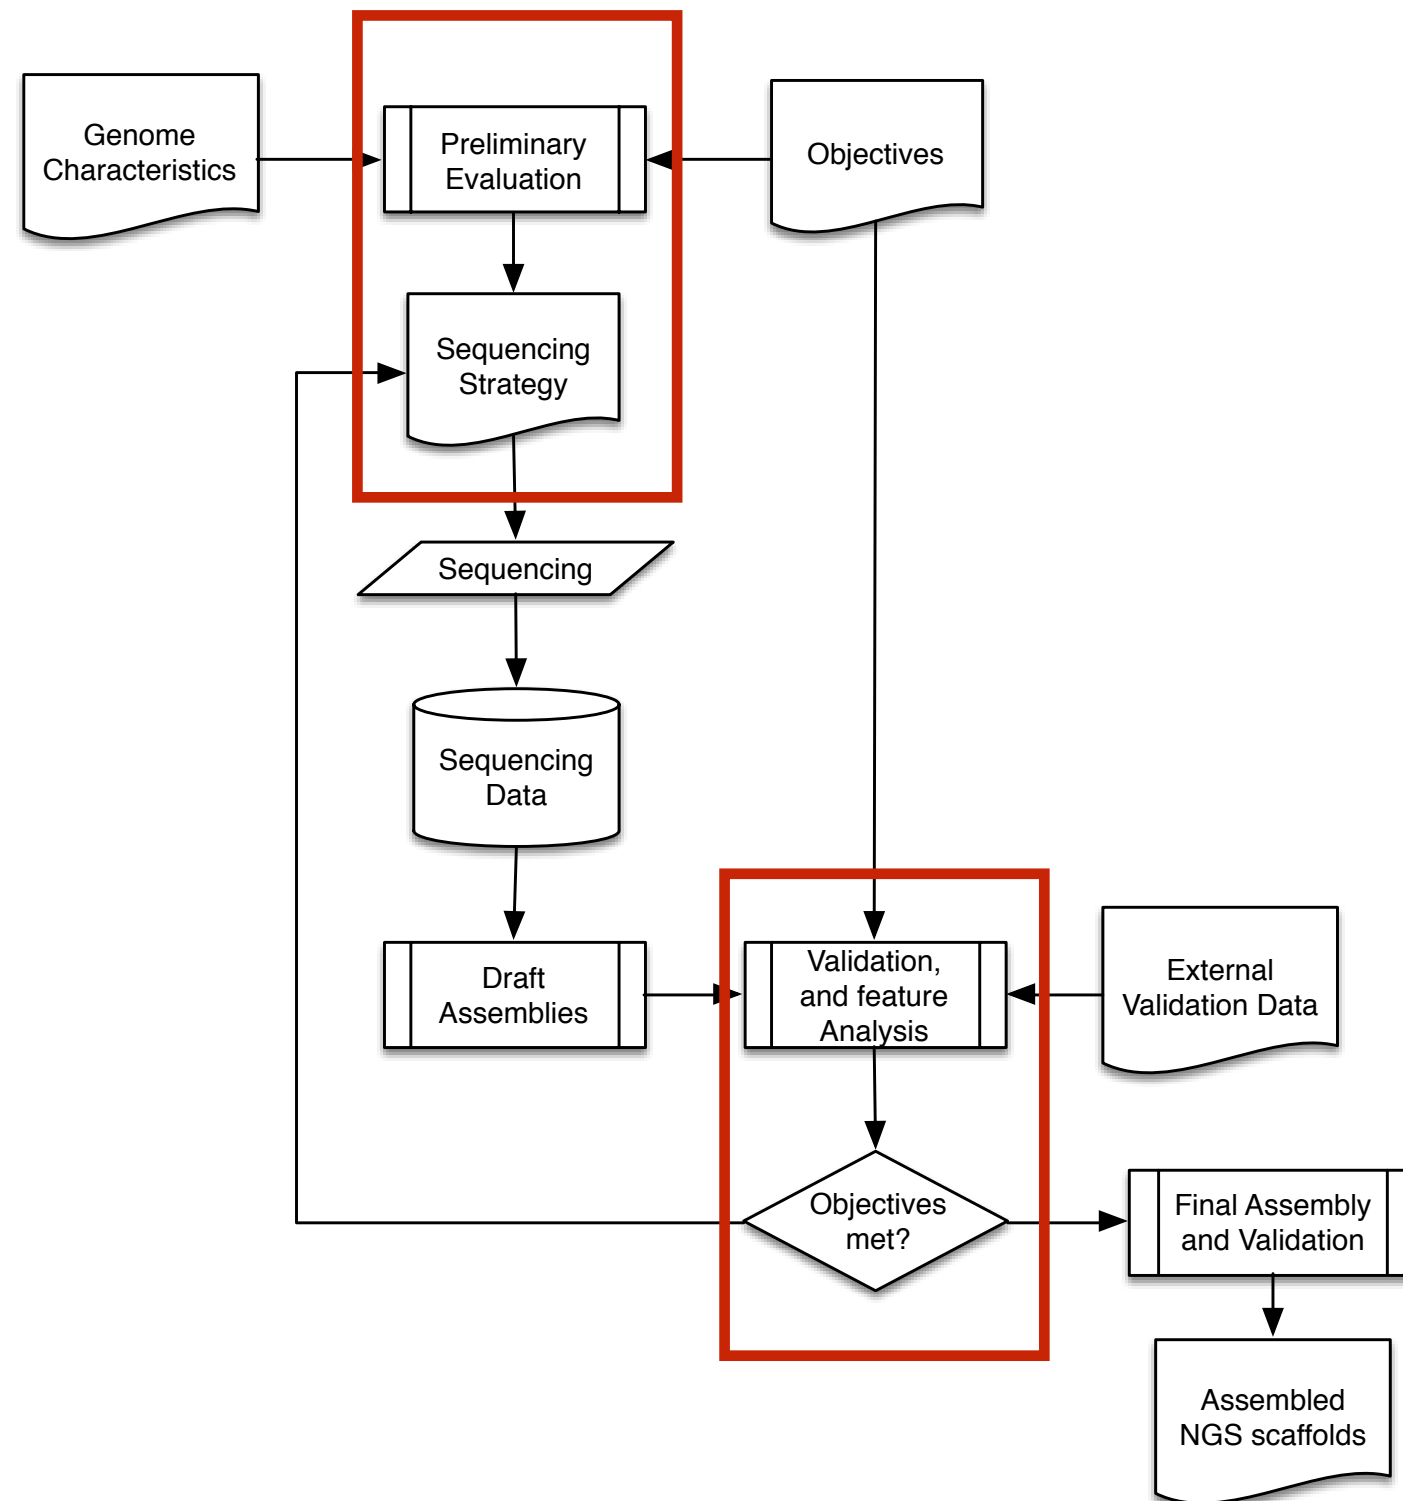 Genome
Characteristics
Preliminary
Evaluation
Objectives
Sequencing
Strategy
Sequencing
Sequencing
Data
Draft
Assemblies
Validation,
and feature
Analysis
External
Validation Data
Objectives
met?
Final Assembly
and Validation
Assembled
NGS scaffolds